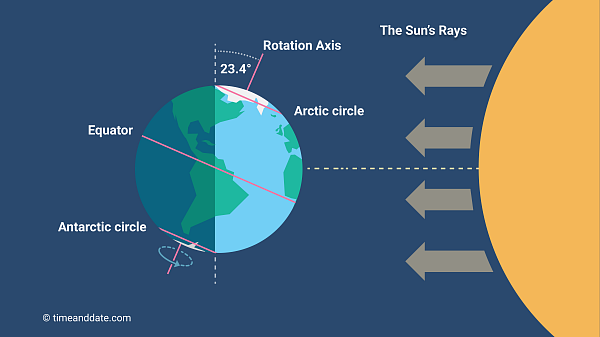 The Sun's Rays
Rotation Axis
23.4°
Arctic circle
Equator
Antarctic circle
© timeanddate.com